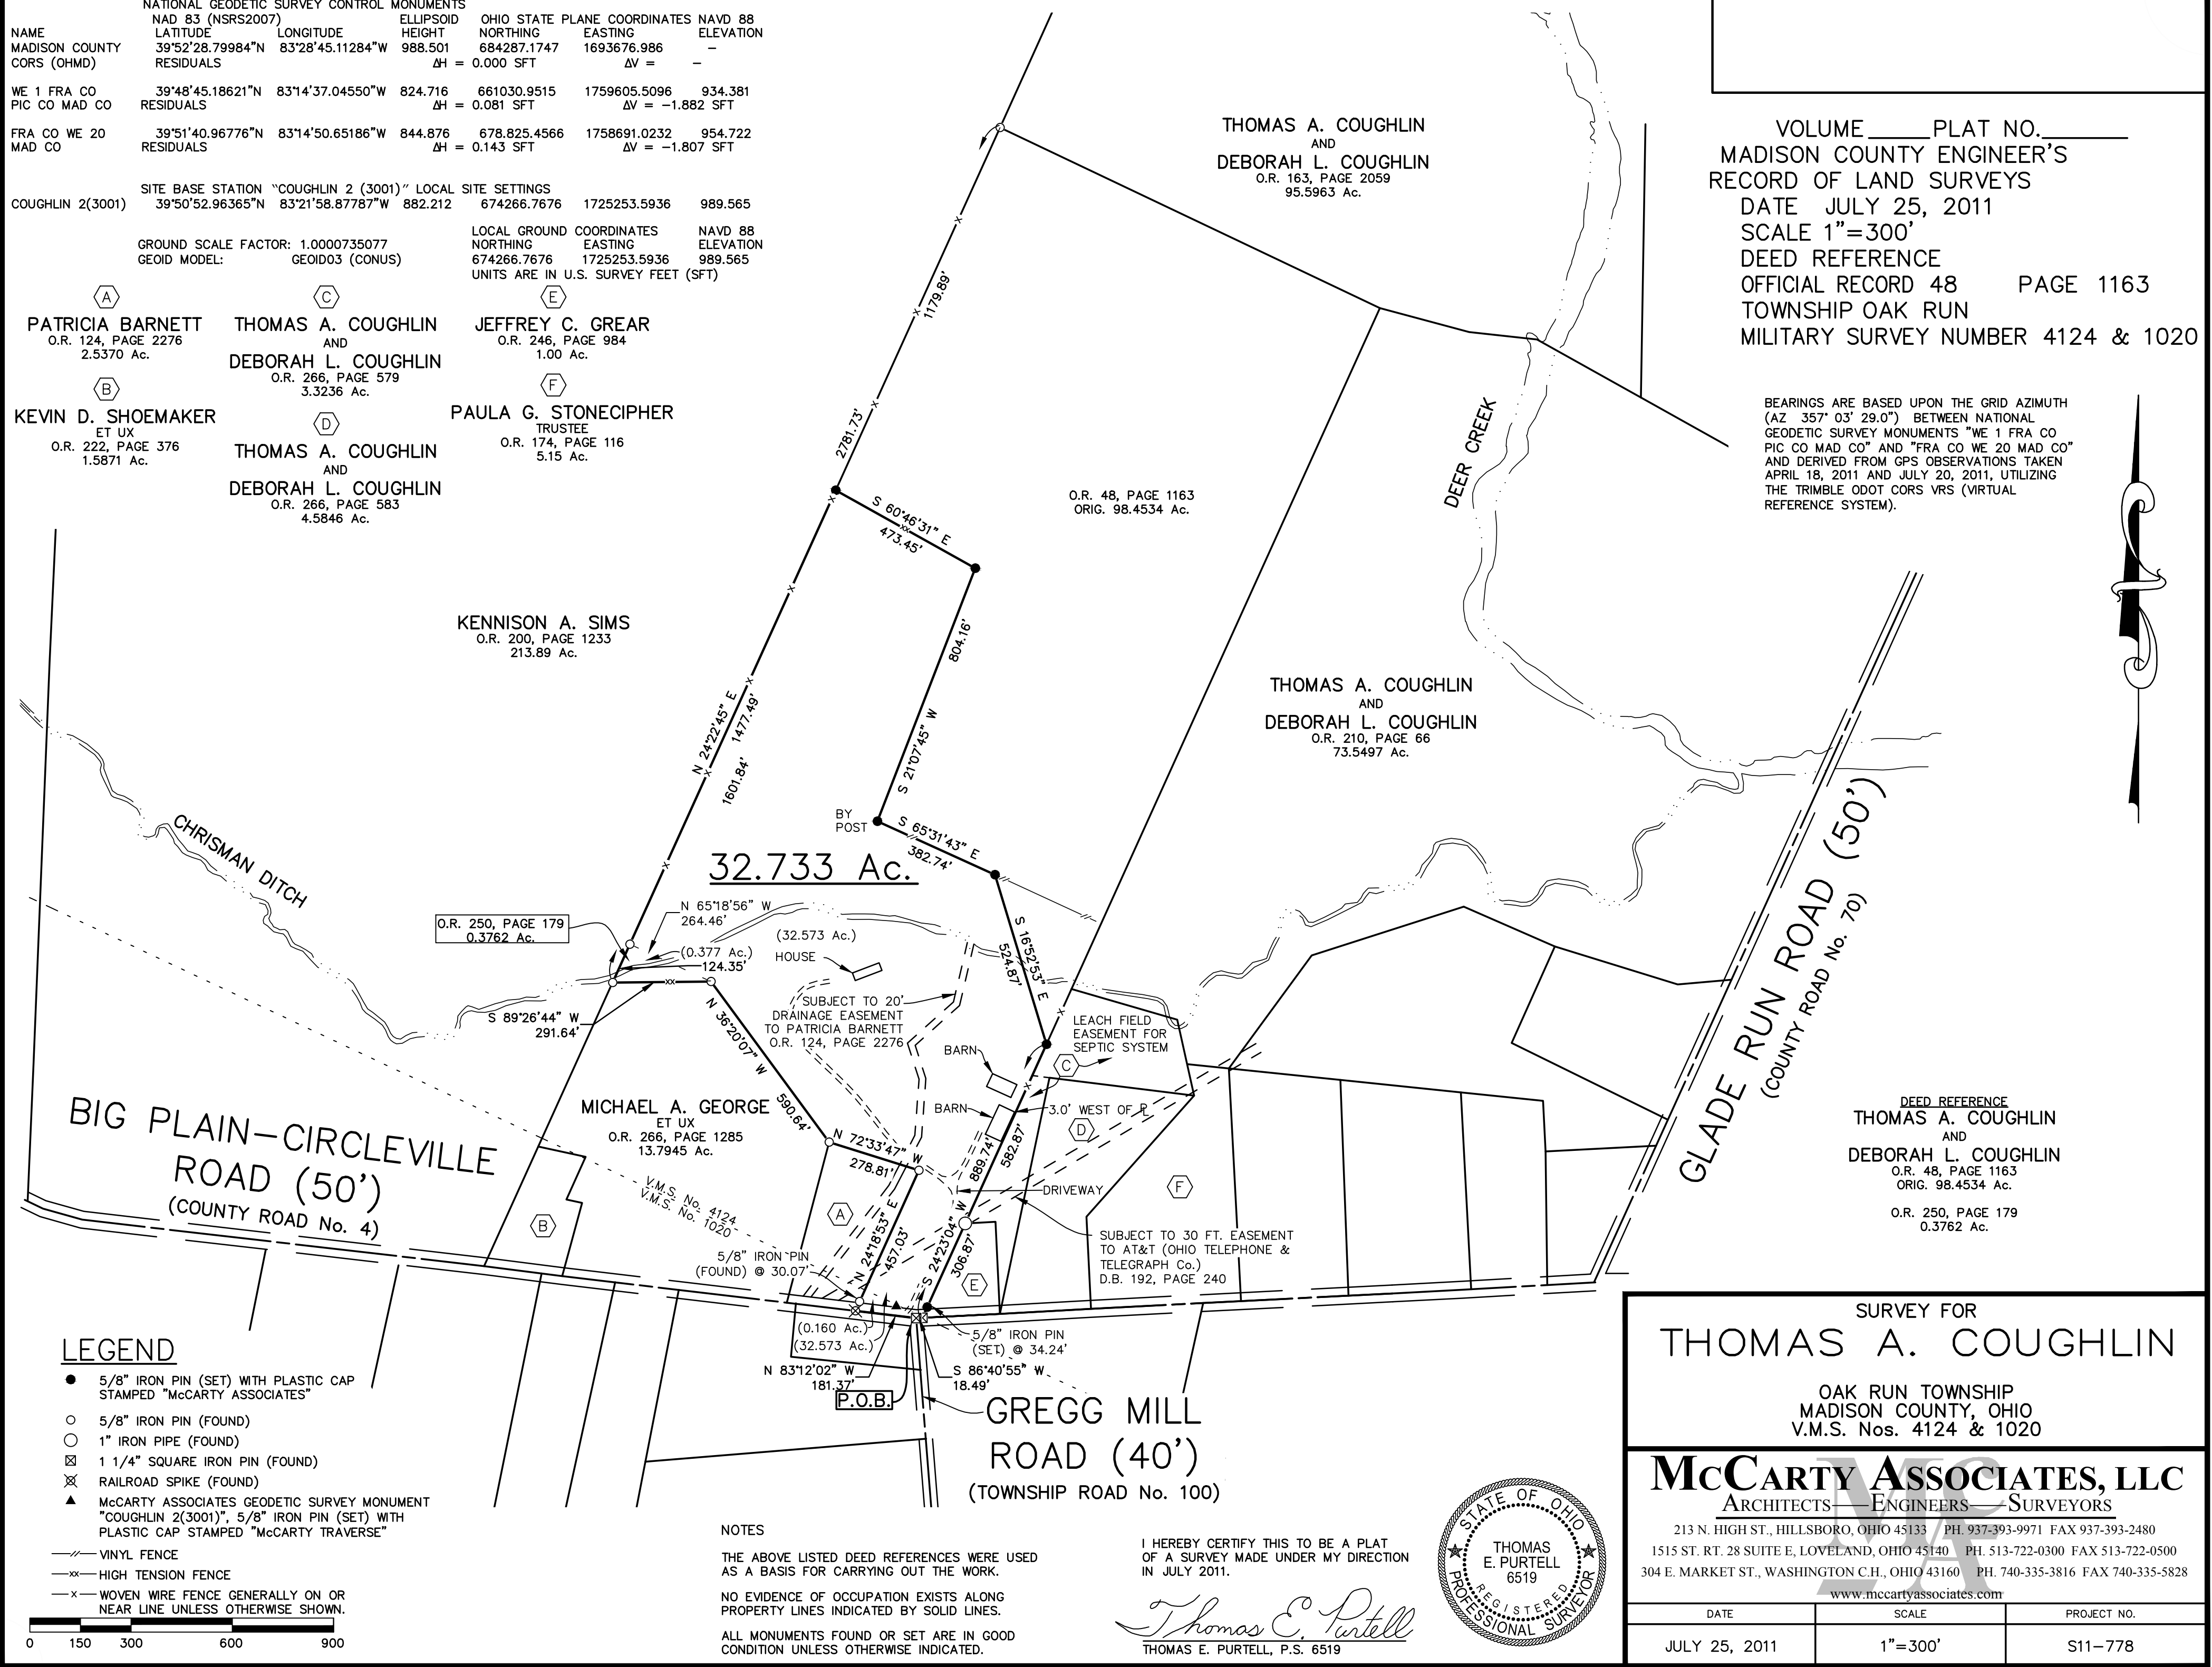 NATIONAL GEODETIC SURVEY CONTROL MONUMENTS
NAD 83 (NSRS2007) ELLIPSOID OHIO STATE PLANE COORDINATES NAVD 88
NAME LATITUDE LONGITUDE HEIGHT NORTHING EASTING ELEVATION
MADISON COUNTY 39°52'28.79984"N 83°28'45.11284"W 988.501 684287.1747 1693676.986 –
CORS (OHMD) RESIDUALS ΔH = 0.000 SFT ΔV = –
WE 1 FRA CO 39°48'45.18621"N 83°14'37.04550"W 824.716 661030.9515 1759605.5096 934.381
PIC CO MAD CO RESIDUALS ΔH = 0.081 SFT ΔV = –1.882 SFT
FRA CO WE 20 39°51'40.96776"N 83°14'50.65186"W 844.876 678.825.4566 1758691.0232 954.722
MAD CO RESIDUALS ΔH = 0.143 SFT ΔV = –1.807 SFT
SITE BASE STATION "COUGHLIN 2 (3001)" LOCAL SITE SETTINGS
COUGHLIN 2(3001) 39°50'52.96365"N 83°21'58.87787"W 882.212 674266.7676 1725253.5936 989.565
LOCAL GROUND COORDINATES NAVD 88
GROUND SCALE FACTOR: 1.0000735077 NORTHING EASTING ELEVATION
GEOID MODEL: GEOID03 (CONUS) 674266.7676 1725253.5936 989.565
UNITS ARE IN U.S. SURVEY FEET (SFT)
A
PATRICIA BARNETT
O.R. 124, PAGE 2276
2.5370 Ac.
B
KEVIN D. SHOEMAKER
ET UX
O.R. 222, PAGE 376
1.5871 Ac.
C
THOMAS A. COUGHLIN
AND
DEBORAH L. COUGHLIN
O.R. 266, PAGE 579
3.3236 Ac.
D
THOMAS A. COUGHLIN
AND
DEBORAH L. COUGHLIN
O.R. 266, PAGE 583
4.5846 Ac.
E
JEFFREY C. GREAR
O.R. 246, PAGE 984
1.00 Ac.
F
PAULA G. STONECIPHER
TRUSTEE
O.R. 174, PAGE 116
5.15 Ac.
THOMAS A. COUGHLIN
AND
DEBORAH L. COUGHLIN
O.R. 163, PAGE 2059
95.5963 Ac.
VOLUME_____PLAT NO._______
MADISON COUNTY ENGINEER'S
RECORD OF LAND SURVEYS
DATE JULY 25, 2011
SCALE 1"=300'
DEED REFERENCE
OFFICIAL RECORD 48 PAGE 1163
TOWNSHIP OAK RUN
MILITARY SURVEY NUMBER 4124 & 1020
BEARINGS ARE BASED UPON THE GRID AZIMUTH
(AZ 357° 03' 29.0") BETWEEN NATIONAL
GEODETIC SURVEY MONUMENTS "WE 1 FRA CO
PIC CO MAD CO" AND "FRA CO WE 20 MAD CO"
AND DERIVED FROM GPS OBSERVATIONS TAKEN
APRIL 18, 2011 AND JULY 20, 2011, UTILIZING
THE TRIMBLE ODOT CORS VRS (VIRTUAL
REFERENCE SYSTEM).
1179.89'
2781.73'
S 60°46'31" E
473.45'
O.R. 48, PAGE 1163
ORIG. 98.4534 Ac.
DEER CREEK
KENNISON A. SIMS
O.R. 200, PAGE 1233
213.89 Ac.
804.16'
S 21°07'45" W
N 24°22'45" E
1477.49'
1601.84'
THOMAS A. COUGHLIN
AND
DEBORAH L. COUGHLIN
O.R. 210, PAGE 66
73.5497 Ac.
BY
POST
S 65°31'43" E
382.74'
CHRISMAN DITCH
32.733 Ac.
GLADE RUN ROAD (50')
(COUNTY ROAD No. 70)
O.R. 250, PAGE 179
0.3762 Ac.
N 65°18'56" W
264.46'
(0.377 Ac.)
124.35'
(32.573 Ac.)
HOUSE
S 16°52'53" E
524.87'
S 89°26'44" W
291.64'
N 36°20'07" W
590.64'
SUBJECT TO 20'
DRAINAGE EASEMENT
TO PATRICIA BARNETT
O.R. 124, PAGE 2276
LEACH FIELD
EASEMENT FOR
SEPTIC SYSTEM
BARN
C
BARN
3.0' WEST OF PL
D
MICHAEL A. GEORGE
ET UX
O.R. 266, PAGE 1285
13.7945 Ac.
BIG PLAIN–CIRCLEVILLE
ROAD (50')
(COUNTY ROAD No. 4)
N 72°33'47" W
278.81'
889.74'
582.87'
DRIVEWAY
F
V.M.S. No. 4124
V.M.S. No. 1020
A
B
N 24°18'53" E
457.03'
S 24°23'04" W
306.87'
E
5/8" IRON PIN
(FOUND) @ 30.07'
SUBJECT TO 30 FT. EASEMENT
TO AT&T (OHIO TELEPHONE &
TELEGRAPH Co.)
D.B. 192, PAGE 240
DEED REFERENCE
THOMAS A. COUGHLIN
AND
DEBORAH L. COUGHLIN
O.R. 48, PAGE 1163
ORIG. 98.4534 Ac.
O.R. 250, PAGE 179
0.3762 Ac.
(0.160 Ac.)
(32.573 Ac.)
5/8" IRON PIN
(SET) @ 34.24'
N 83°12'02" W
181.37'
S 86°40'55" W
18.49'
P.O.B.
GREGG MILL
ROAD (40')
(TOWNSHIP ROAD No. 100)
LEGEND
5/8" IRON PIN (SET) WITH PLASTIC CAP
STAMPED "McCARTY ASSOCIATES"
5/8" IRON PIN (FOUND)
1" IRON PIPE (FOUND)
1 1/4" SQUARE IRON PIN (FOUND)
RAILROAD SPIKE (FOUND)
McCARTY ASSOCIATES GEODETIC SURVEY MONUMENT
"COUGHLIN 2(3001)", 5/8" IRON PIN (SET) WITH
PLASTIC CAP STAMPED "McCARTY TRAVERSE"
VINYL FENCE
HIGH TENSION FENCE
WOVEN WIRE FENCE GENERALLY ON OR
NEAR LINE UNLESS OTHERWISE SHOWN.
0 150 300 600 900
NOTES
THE ABOVE LISTED DEED REFERENCES WERE USED
AS A BASIS FOR CARRYING OUT THE WORK.
NO EVIDENCE OF OCCUPATION EXISTS ALONG
PROPERTY LINES INDICATED BY SOLID LINES.
ALL MONUMENTS FOUND OR SET ARE IN GOOD
CONDITION UNLESS OTHERWISE INDICATED.
I HEREBY CERTIFY THIS TO BE A PLAT
OF A SURVEY MADE UNDER MY DIRECTION
IN JULY 2011.
Thomas E. Purtell
THOMAS E. PURTELL, P.S. 6519
STATE OF OHIO
THOMAS
E. PURTELL
6519
REGISTERED
PROFESSIONAL SURVEYOR
SURVEY FOR
THOMAS A. COUGHLIN
OAK RUN TOWNSHIP
MADISON COUNTY, OHIO
V.M.S. Nos. 4124 & 1020
MCCARTY ASSOCIATES, LLC
ARCHITECTS—ENGINEERS—SURVEYORS
213 N. HIGH ST., HILLSBORO, OHIO 45133 PH. 937-393-9971 FAX 937-393-2480
1515 ST. RT. 28 SUITE E, LOVELAND, OHIO 45140 PH. 513-722-0300 FAX 513-722-0500
304 E. MARKET ST., WASHINGTON C.H., OHIO 43160 PH. 740-335-3816 FAX 740-335-5828
www.mccartyassociates.com
DATE SCALE PROJECT NO.
JULY 25, 2011 1"=300' S11–778